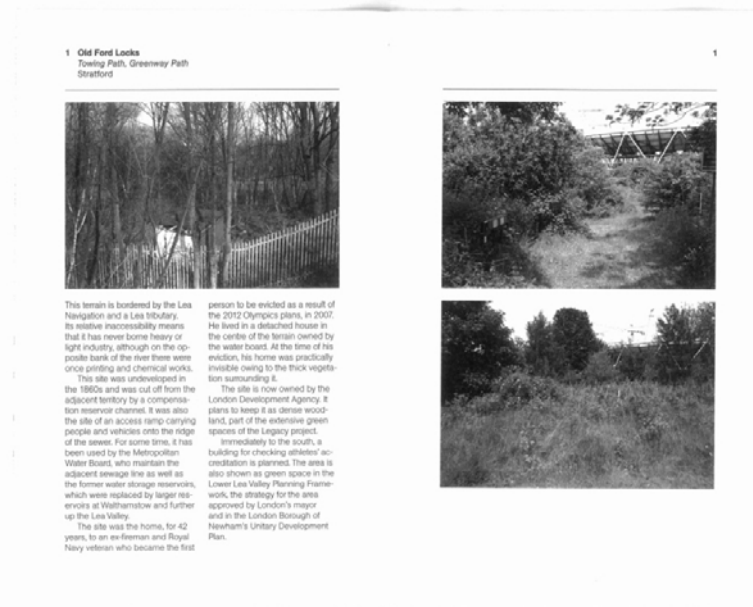 1 Old Ford Locks
Towing Path, Greenway Path
Stratford
1
This terrain is bordered by the Lea
Navigation and a Lea tributary.
Its relative inaccessibility means
that it has never borne heavy or
light industry, although on the op-
posite bank of the river there were
once printing and chemical works.
This site was undeveloped in
the 1860s and was cut off from the
adjacent territory by a compensa-
tion reservoir channel. It was also
the site of an access ramp carrying
people and vehicles onto the ridge
of the sewer. For some time, it has
been used by the Metropolitan
Water Board, who maintain the
adjacent sewage line as well as
the former water storage reservoirs,
which were replaced by larger res-
ervoirs at Walthamstow and further
up the Lea Valley.
The site was the home, for 42
years, to an ex-fireman and Royal
Navy veteran who became the first
person to be evicted as a result of
the 2012 Olympics plans, in 2007.
He lived in a detached house in
the centre of the terrain owned by
the water board. At the time of his
eviction, his home was practically
invisible owing to the thick vegeta-
tion surrounding it.
The site is now owned by the
London Development Agency. It
plans to keep it as dense wood-
land, part of the extensive green
spaces of the Legacy project.
Immediately to the south, a
building for checking athletes' ac-
creditation is planned. The area is
also shown as green space in the
Lower Lea Valley Planning Frame-
work, the strategy for the area
approved by London's mayor
and in the London Borough of
Newham's Unitary Development
Plan.